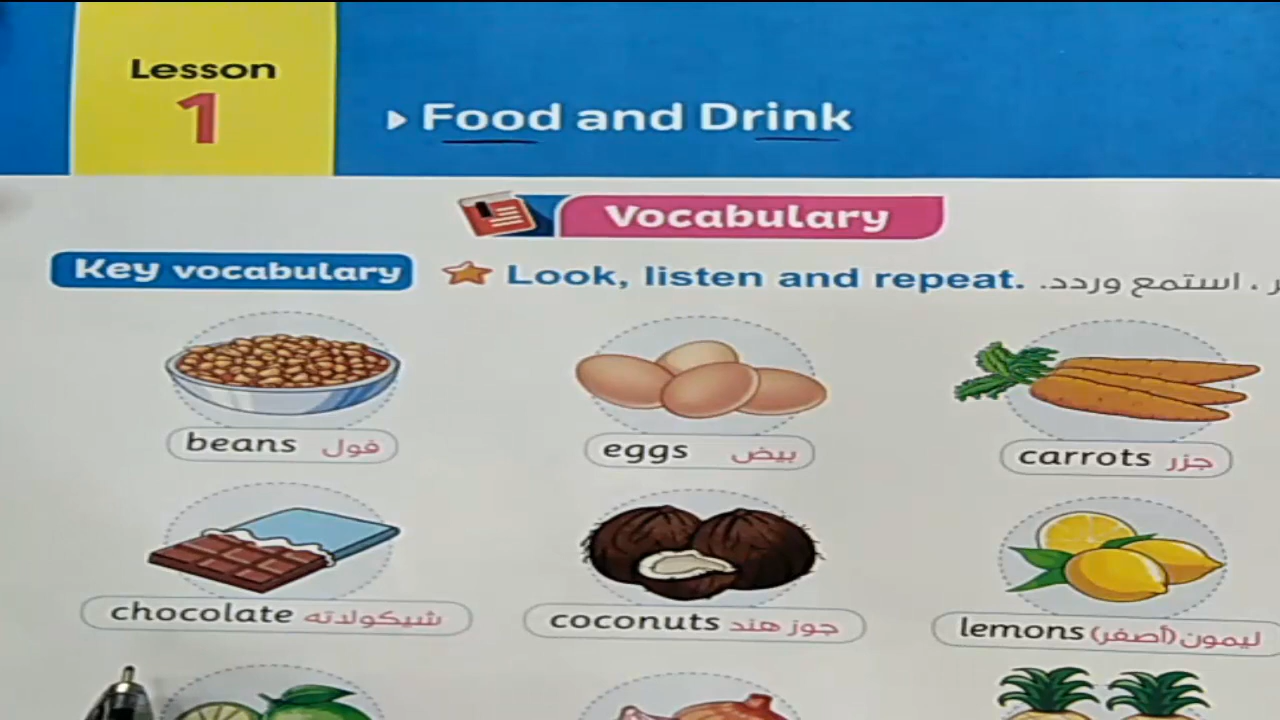 Lesson
1
Food and Drink
Vocabulary
Key vocabulary
Look, listen and repeat. ، استمع وردد.
beans فول
eggs بيض
carrots جزر
chocolate شيكولاته
coconuts جوز هند
lemons ليمون (أصفر)